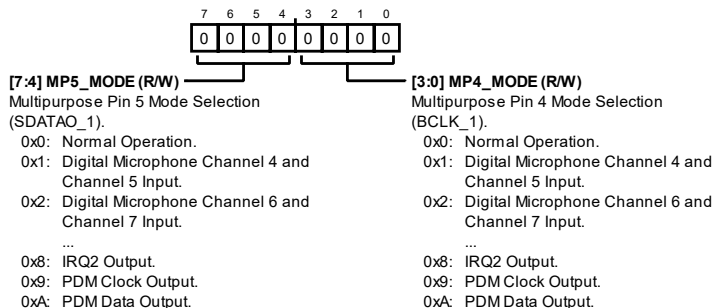 7 6 5 4 3 2 1 0
0 0 0 0 0 0 0 0
[7:4] MP5_MODE (R/W)
Multipurpose Pin 5 Mode Selection
(SDATAO_1).
0x0: Normal Operation.
0x1: Digital Microphone Channel 4 and
Channel 5 Input.
0x2: Digital Microphone Channel 6 and
Channel 7 Input.
...
0x8: IRQ2 Output.
0x9: PDM Clock Output.
0xA: PDM Data Output.
[3:0] MP4_MODE (R/W)
Multipurpose Pin 4 Mode Selection
(BCLK_1).
0x0: Normal Operation.
0x1: Digital Microphone Channel 4 and
Channel 5 Input.
0x2: Digital Microphone Channel 6 and
Channel 7 Input.
...
0x8: IRQ2 Output.
0x9: PDM Clock Output.
0xA: PDM Data Output.